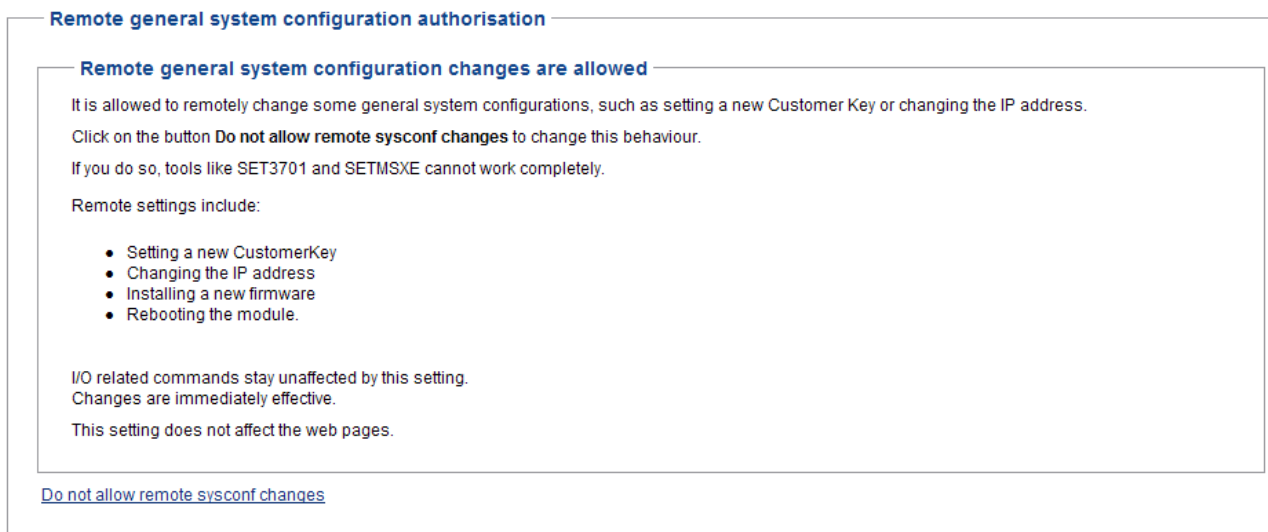 Remote general system configuration authorisation
Remote general system configuration changes are allowed
It is allowed to remotely change some general system configurations, such as setting a new Customer Key or changing the IP address.
Click on the button Do not allow remote sysconf changes to change this behaviour.
If you do so, tools like SET3701 and SETMSXE cannot work completely.
Remote settings include:
● Setting a new CustomerKey
● Changing the IP address
● Installing a new firmware
● Rebooting the module.
I/O related commands stay unaffected by this setting.
Changes are immediately effective.
This setting does not affect the web pages.
Do not allow remote sysconf changes